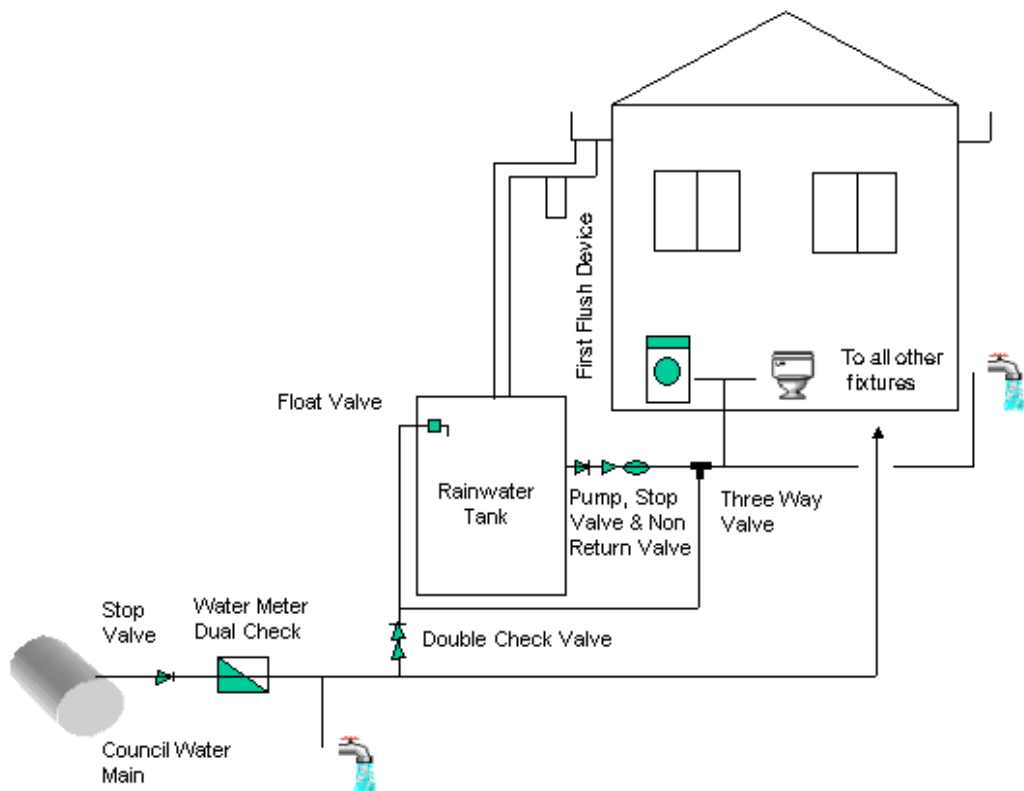 First Flush Device
To all other
fixtures
Float Valve
Rainwater
Tank
Pump, Stop
Valve & Non
Return Valve
Three Way
Valve
Stop
Valve
Water Meter
Dual Check
Double Check Valve
Council Water
Main